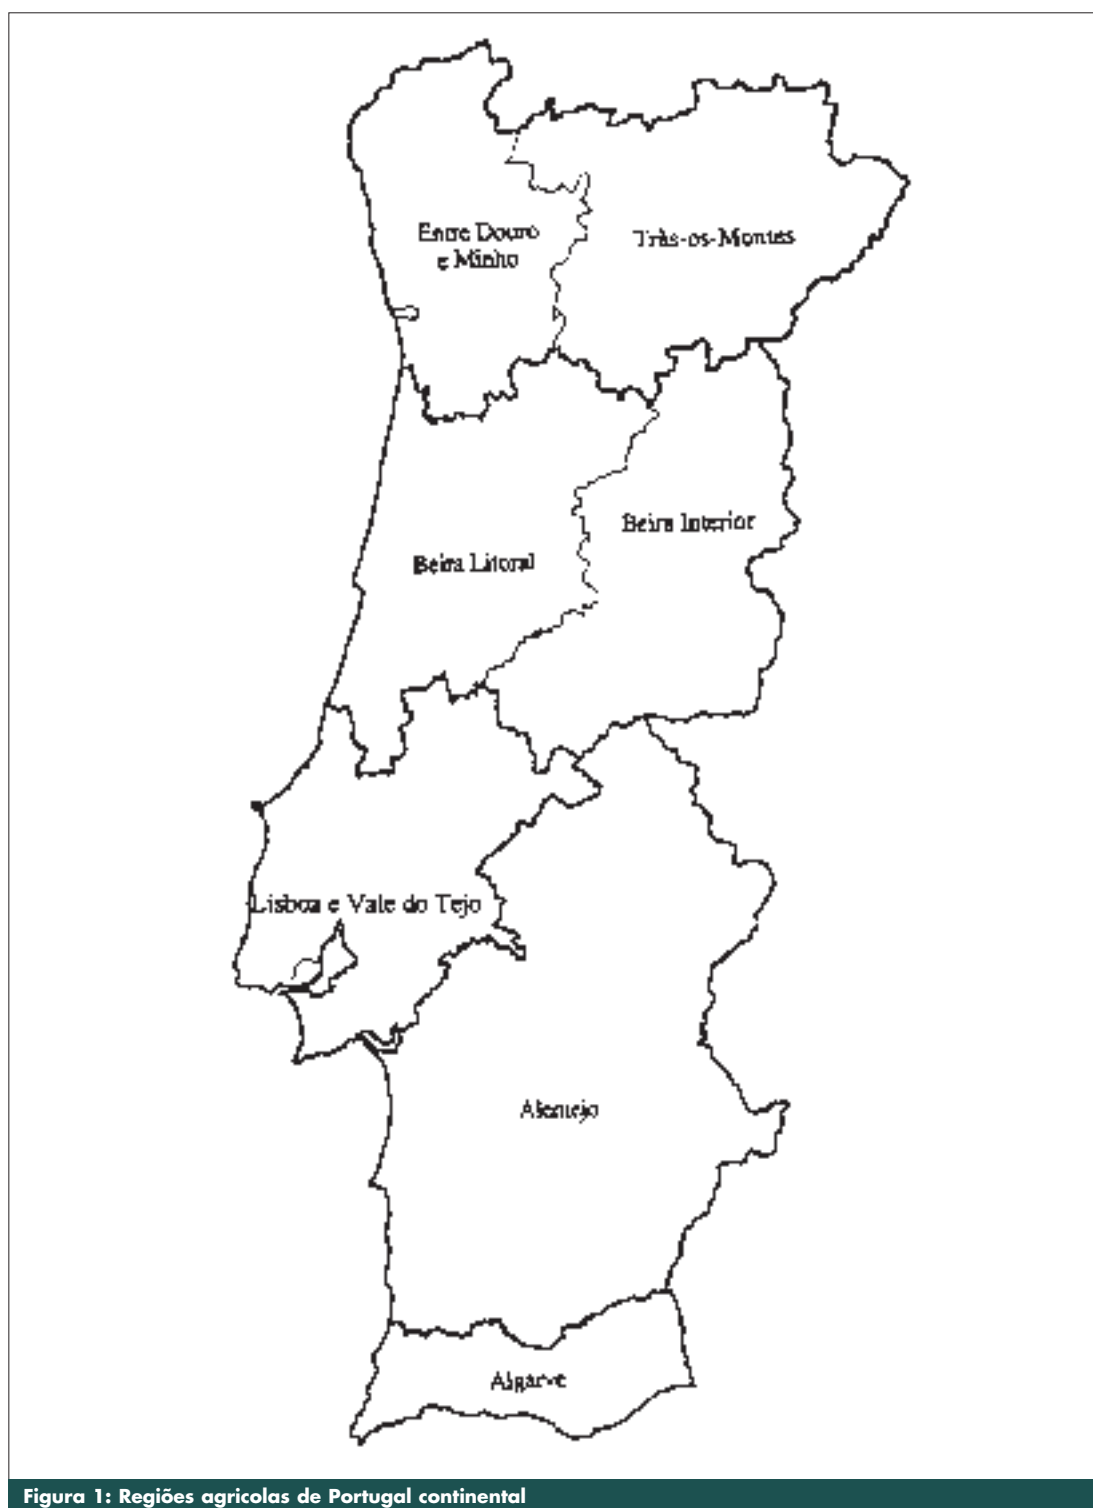 Entre Douro
e Minho
Trás-os-Montes
Beira Interior
Beira Litoral
Lisboa e Vale do Tejo
Alentejo
Algarve
Figura 1: Regiões agricolas de Portugal continental